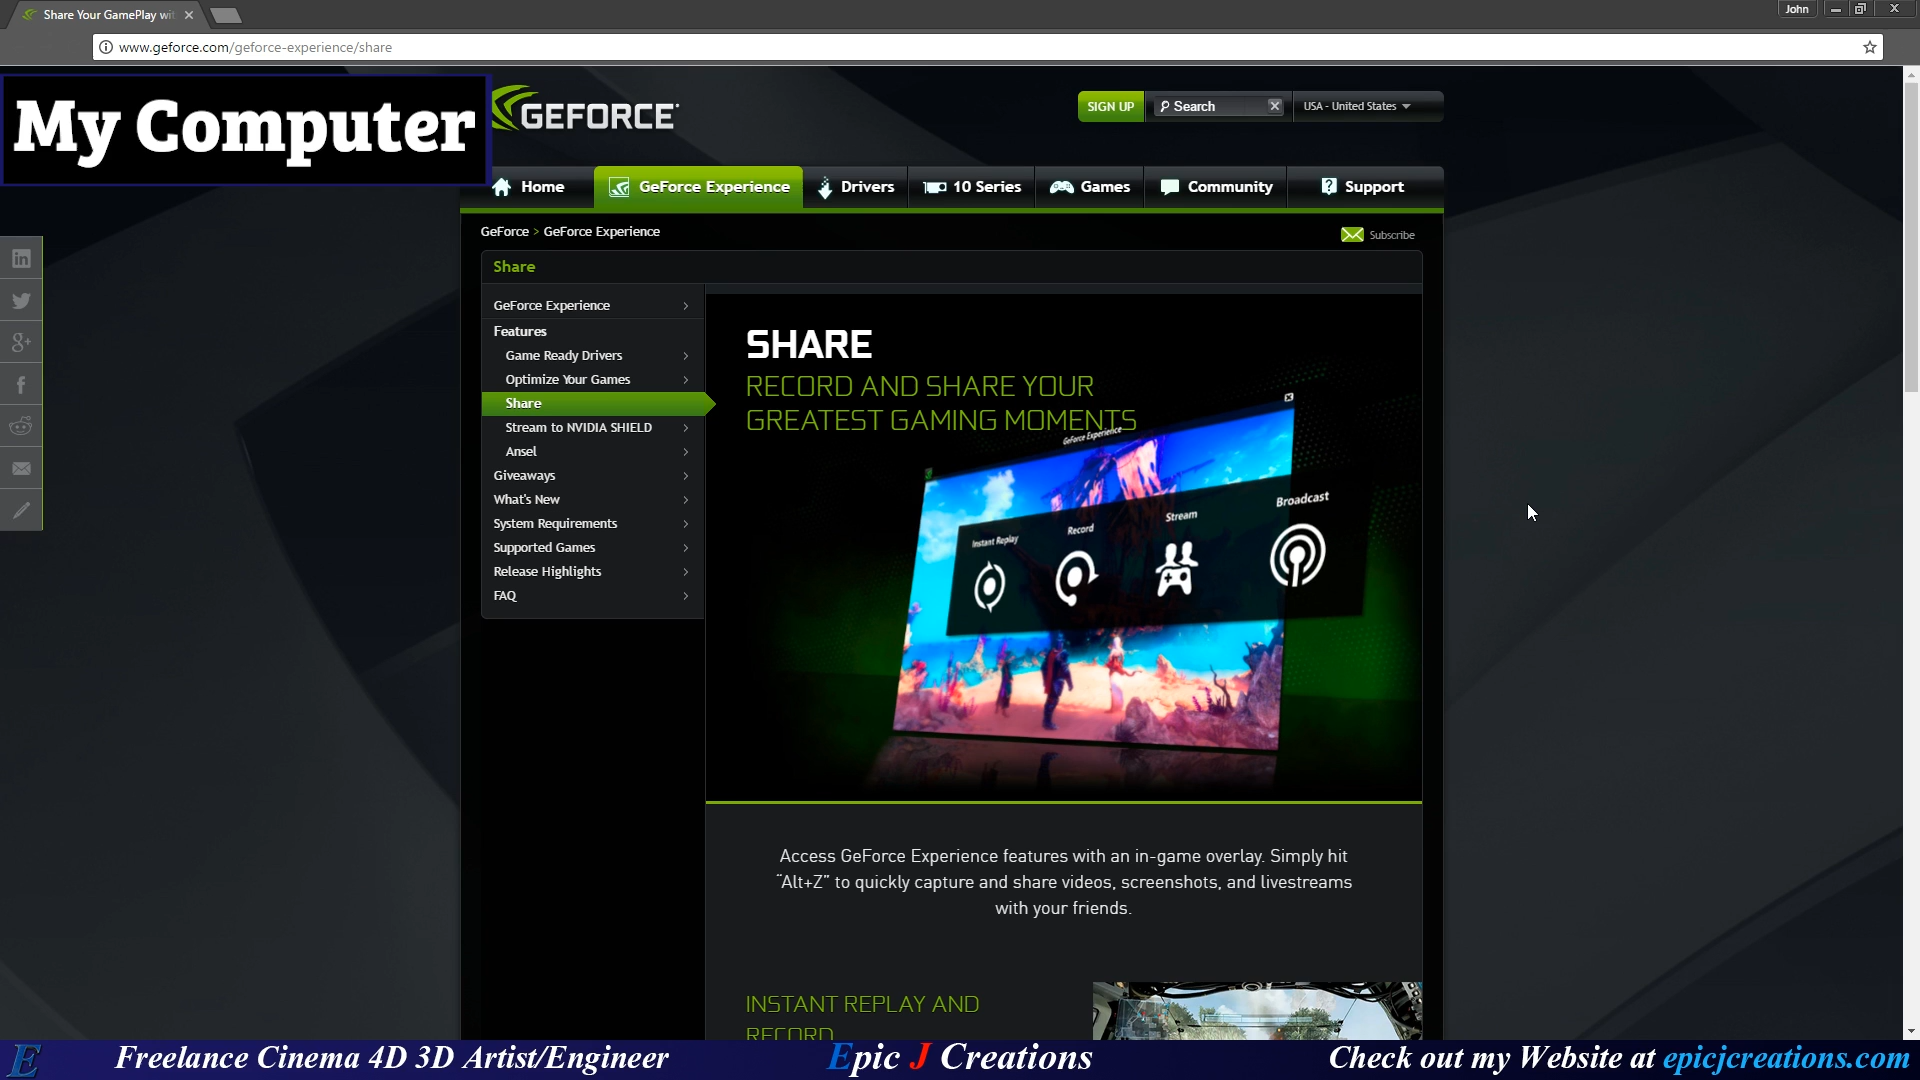 Share Your GamePlay wit
John
www.geforce.com/geforce-experience/share
My Computer
GEFORCE
SIGN UP
Search
USA - United States
Home
GeForce Experience
Drivers
10 Series
Games
Community
Support
GeForce > GeForce Experience
Subscribe
Share
GeForce Experience
Features
Game Ready Drivers
Optimize Your Games
Share
Stream to NVIDIA SHIELD
Ansel
Giveaways
What's New
System Requirements
Supported Games
Release Highlights
FAQ
SHARE
RECORD AND SHARE YOUR
GREATEST GAMING MOMENTS
GeForce Experience
Instant Replay
Record
Stream
Broadcast
Access GeForce Experience features with an in-game overlay. Simply hit
“Alt+Z” to quickly capture and share videos, screenshots, and livestreams
with your friends.
INSTANT REPLAY AND
RECORD
E
Freelance Cinema 4D 3D Artist/Engineer
Epic J Creations
Check out my Website at epicjcreations.com